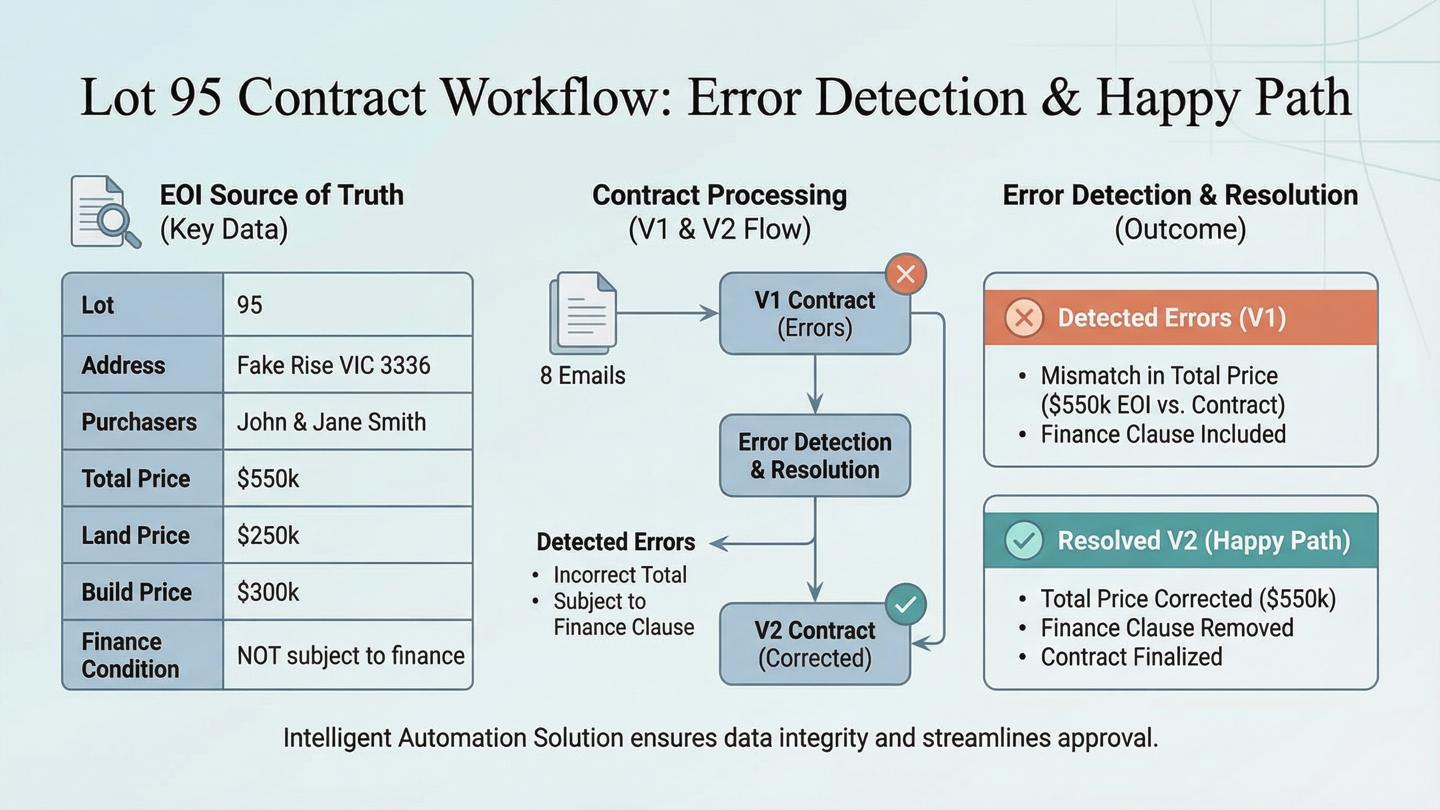 Lot 95 Contract Workflow: Error Detection & Happy Path
EOI Source of Truth
(Key Data)
Lot 95
Address Fake Rise VIC 3336
Purchasers John & Jane Smith
Total Price $550k
Land Price $250k
Build Price $300k
Finance
Condition NOT subject to finance
Contract Processing
(V1 & V2 Flow)
8 Emails
V1 Contract
(Errors)
Error Detection
& Resolution
Detected Errors
• Incorrect Total
• Subject to
Finance Clause
V2 Contract
(Corrected)
Error Detection & Resolution
(Outcome)
Detected Errors (V1)
• Mismatch in Total Price
($550k EOI vs. Contract)
• Finance Clause Included
Resolved V2 (Happy Path)
• Total Price Corrected ($550k)
• Finance Clause Removed
• Contract Finalized
Intelligent Automation Solution ensures data integrity and streamlines approval.